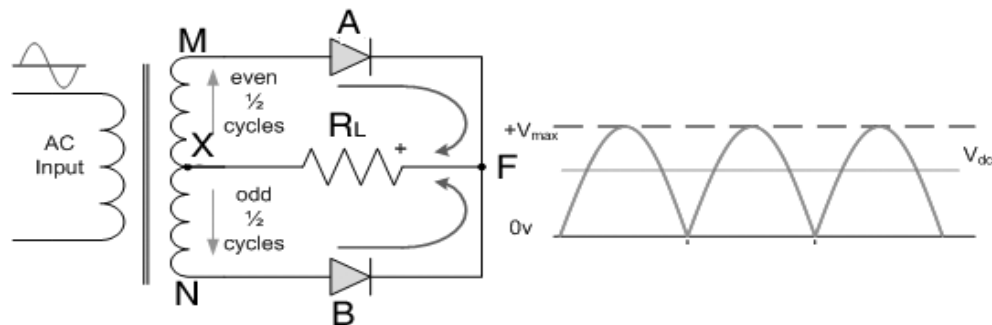 M
A
AC
Input
even
½
cycles
X
RL
+
F
odd
½
cycles
N
B
+Vmax
Vdc
0v